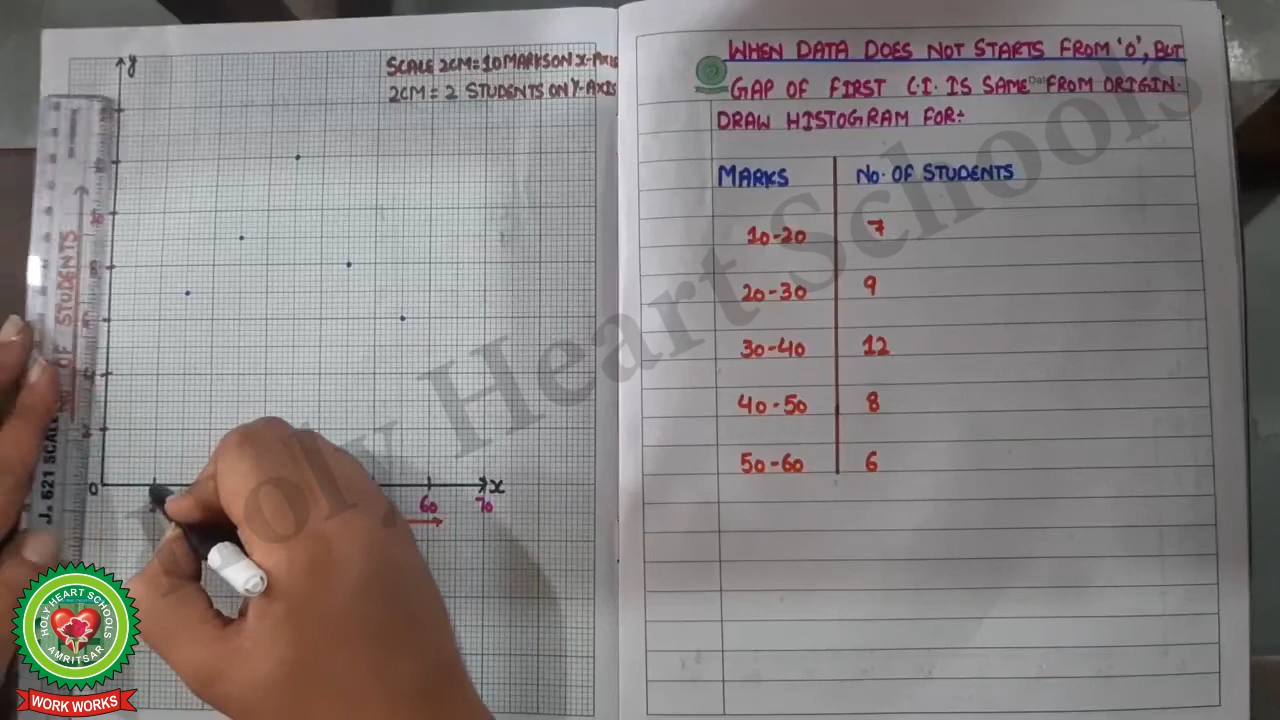 y
SCALE 2CM=10 MARKS ON X-AXIS
2CM = 2 STUDENTS ON Y-AXIS
OF STUDENTS
0
x
60
70
WHEN DATA DOES NOT STARTS FROM '0', BUT
GAP OF FIRST C.I. IS SAME FROM ORIGIN.
DRAW HISTOGRAM FOR:-
MARKS No. OF STUDENTS
10-20 7
20-30 9
30-40 12
40-50 8
50-60 6
Holy Heart Schools
HOLY HEART SCHOOLS
AMRITSAR
WORK WORKS